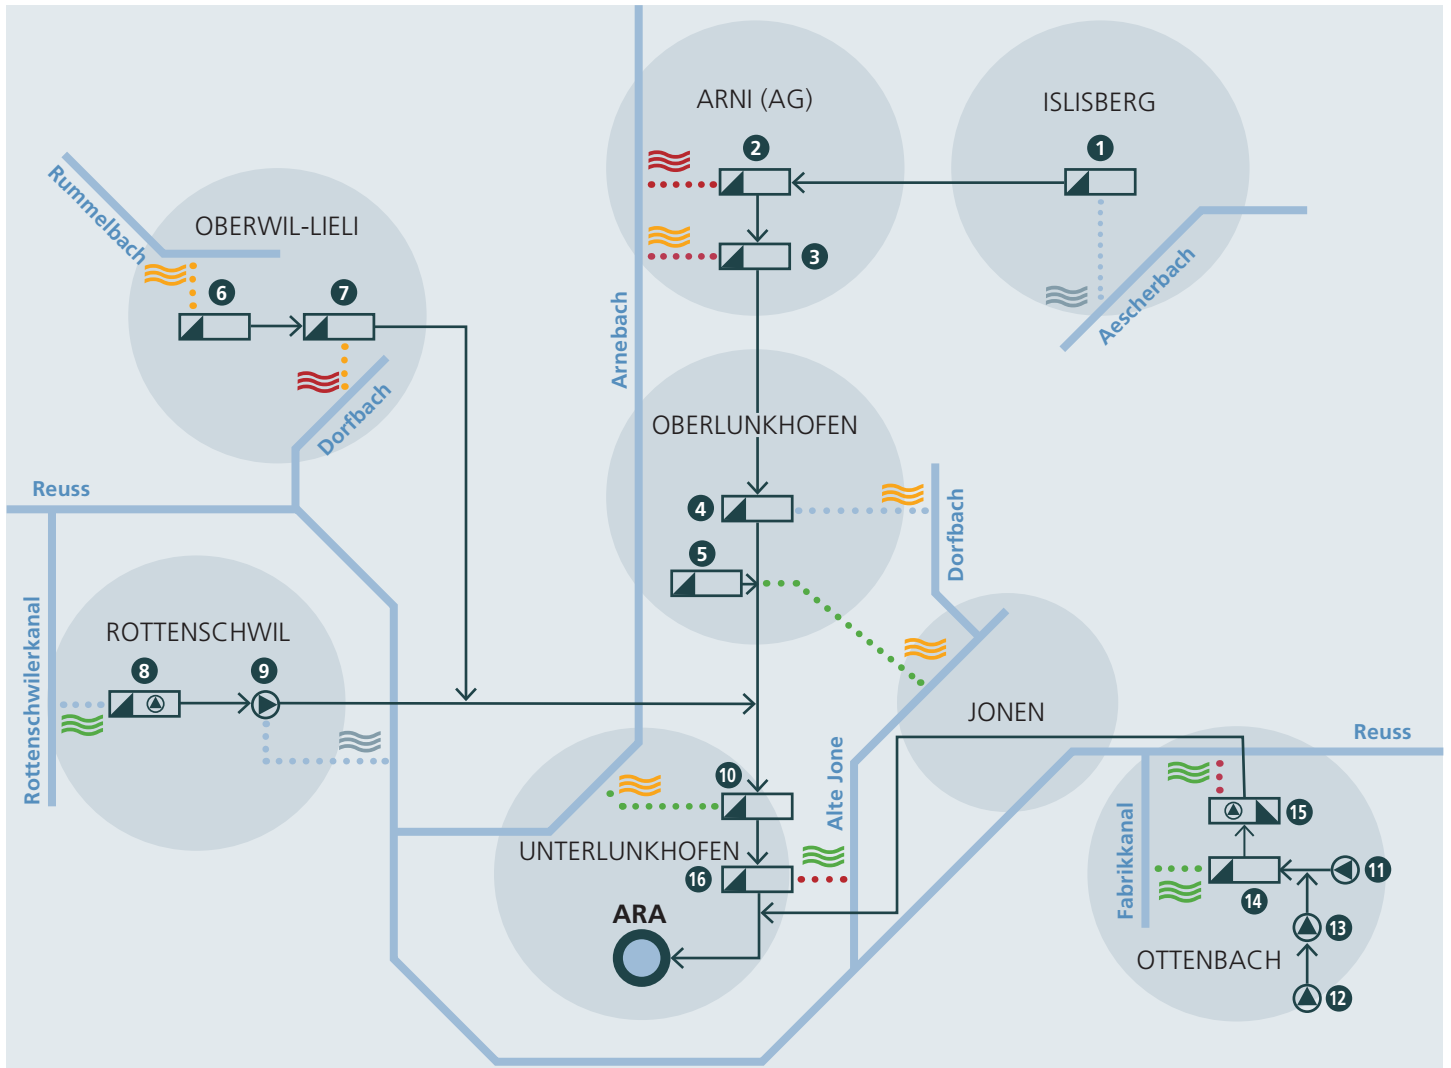 ARNI (AG)
ISLISBERG
2
1
Rummelbach
OBERWIL-LIELI
3
Aescherbach
6
7
Arnebach
Dorfbach
OBERLUNKHOFEN
Reuss
4
Dorfbach
5
Rottenschwilerkanal
ROTTENSCHWIL
8
9
JONEN
Reuss
10
Alte Jone
15
UNTERLUNKHOFEN
16
Fabrikkanal
11
14
ARA
13
OTTENBACH
12